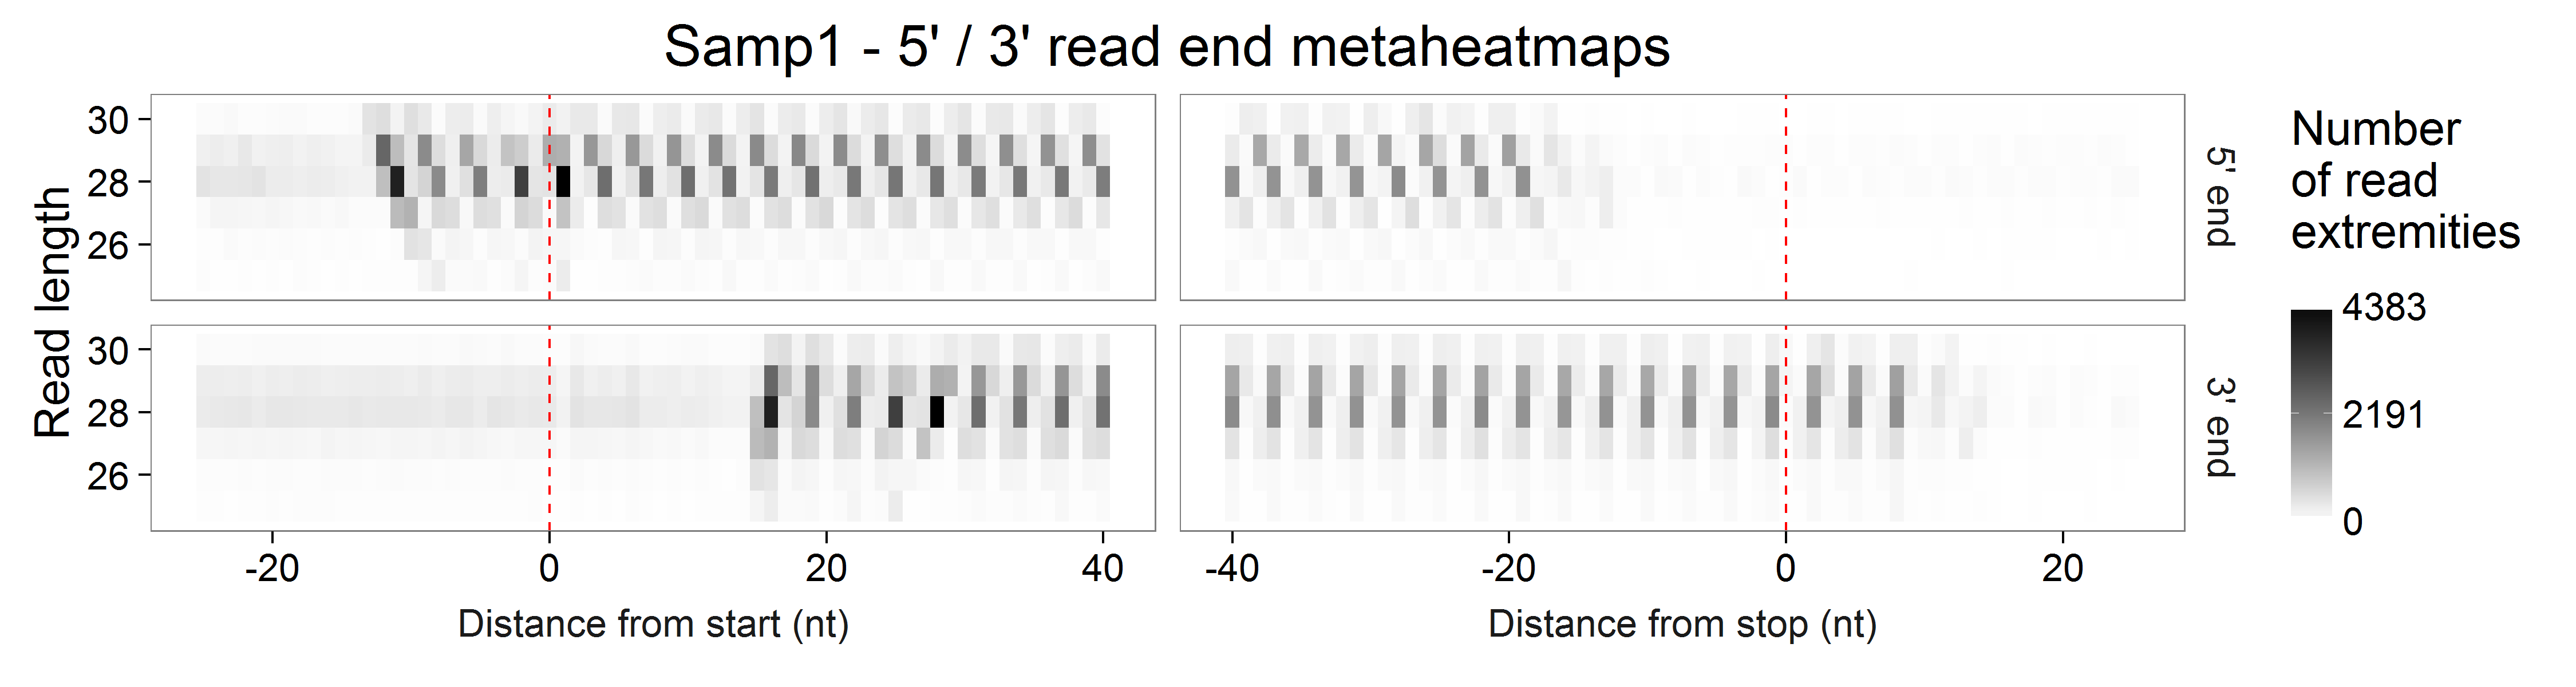 Samp1 - 5' / 3' read end metaheatmaps
Read length
30
28
26
30
28
26
5' end
3' end
-20
0
20
40
-40
-20
0
20
Distance from start (nt)
Distance from stop (nt)
Number
of read
extremities
4383
2191
0